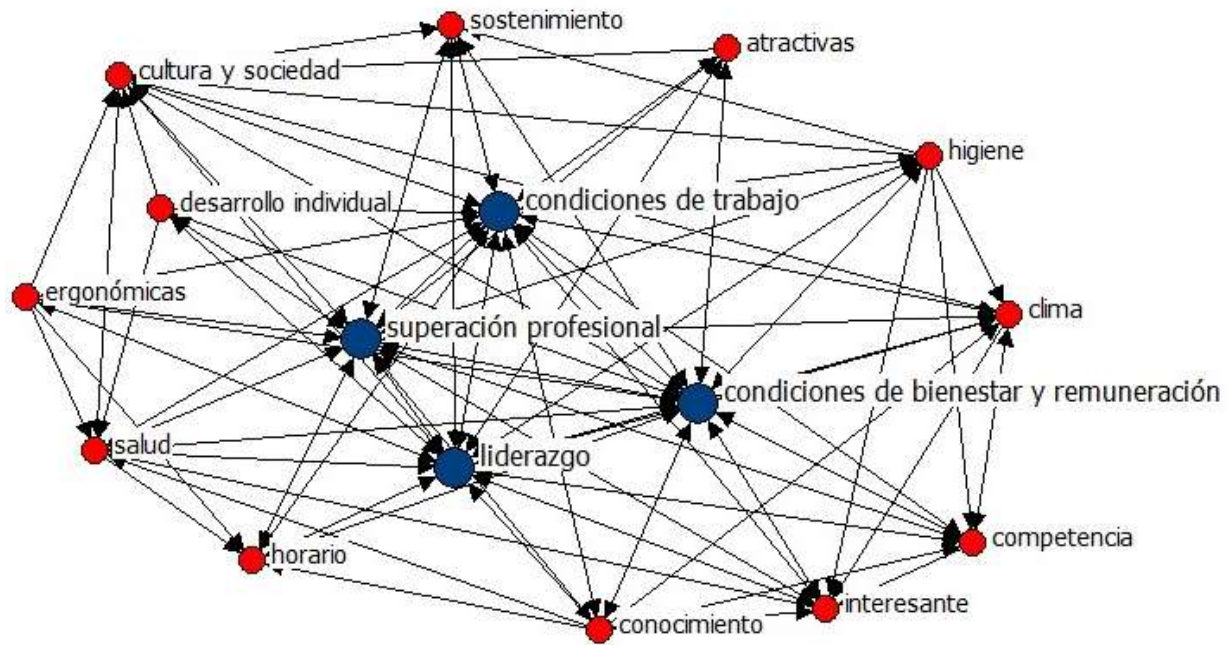 sostenimiento
atractivas
cultura y sociedad
higiene
desarrollo individual
condiciones de trabajo
ergonómicas
clima
superación profesional
condiciones de bienestar y remuneración
salud
liderazgo
horario
competencia
interesante
conocimiento